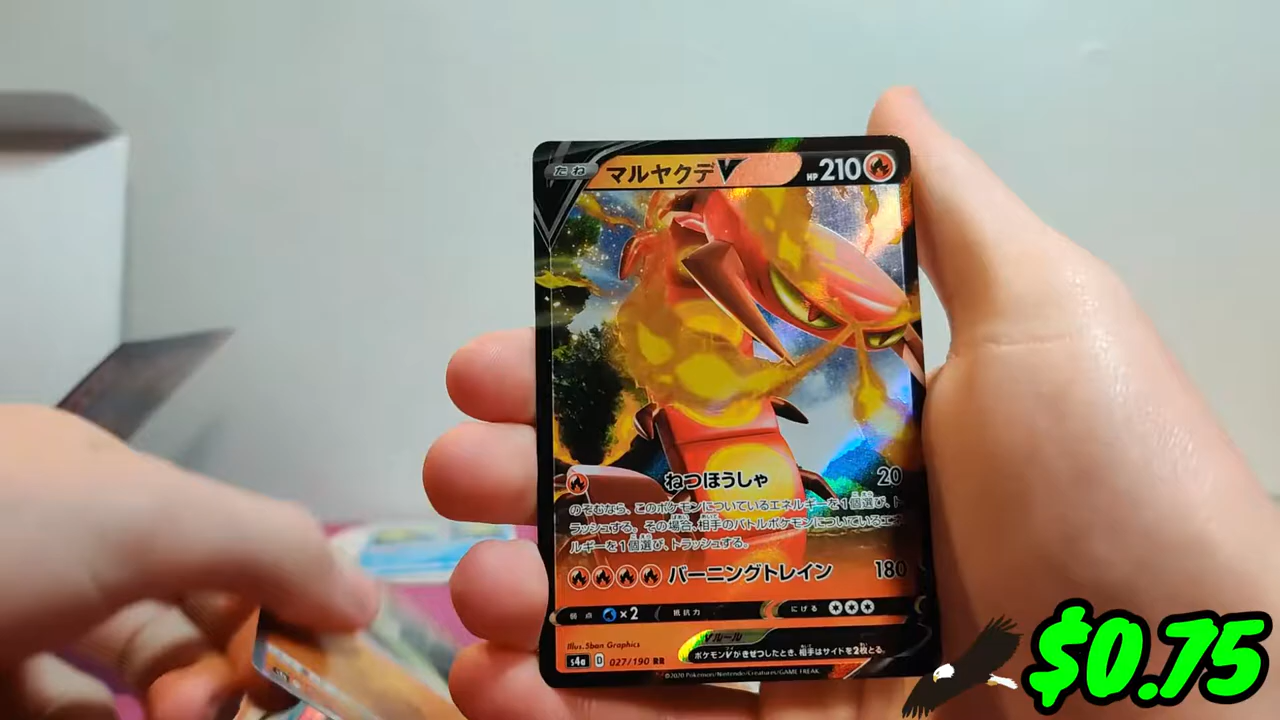 たね マルヤクデV HP 210
ねつほうしゃ 20
のぞむなら、このポケモンについているエネルギーを1個選び、ト
ラッシュする。その場合、相手のバトルポケモンについているエネ
ルギーを1個選び、トラッシュする。
バーニングトレイン 180
弱点 ×2 抵抗力 にげる
Vルール
ポケモンVがきぜつしたとき、相手はサイドを2枚とる。
Illus. 5ban Graphics
s4a D 027/190 RR
©2020 Pokémon/Nintendo/Creatures/GAME FREAK.
$0.75